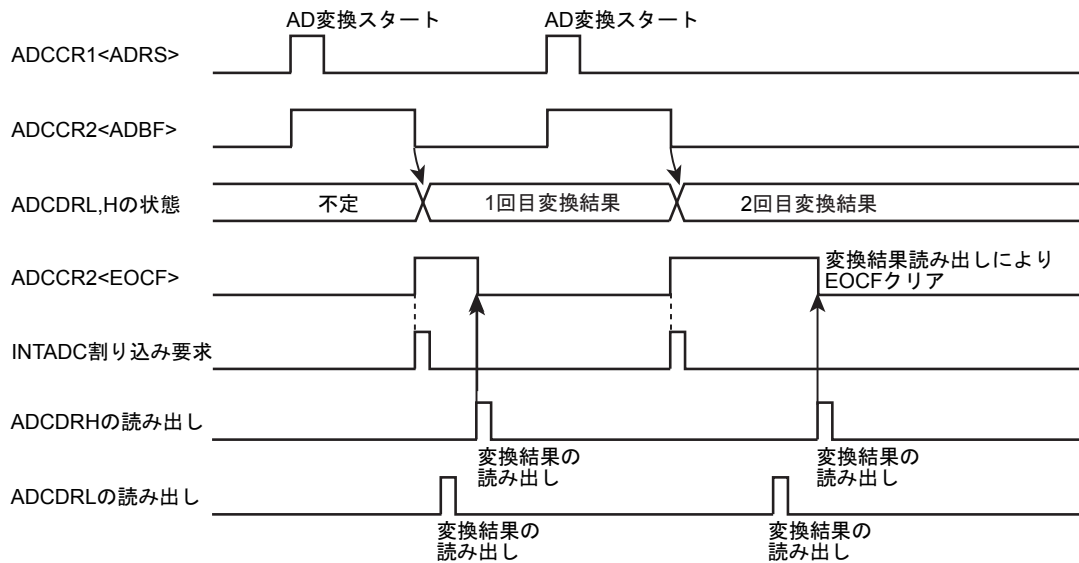 AD変換スタート AD変換スタート
ADCCR1<ADRS>
ADCCR2<ADBF>
ADCDRL,Hの状態 不定 1回目変換結果 2回目変換結果
変換結果読み出しにより
ADCCR2<EOCF> EOCFクリア
INTADC割り込み要求
ADCDRHの読み出し
変換結果の 変換結果の
読み出し 読み出し
ADCDRLの読み出し
変換結果の 変換結果の
読み出し 読み出し